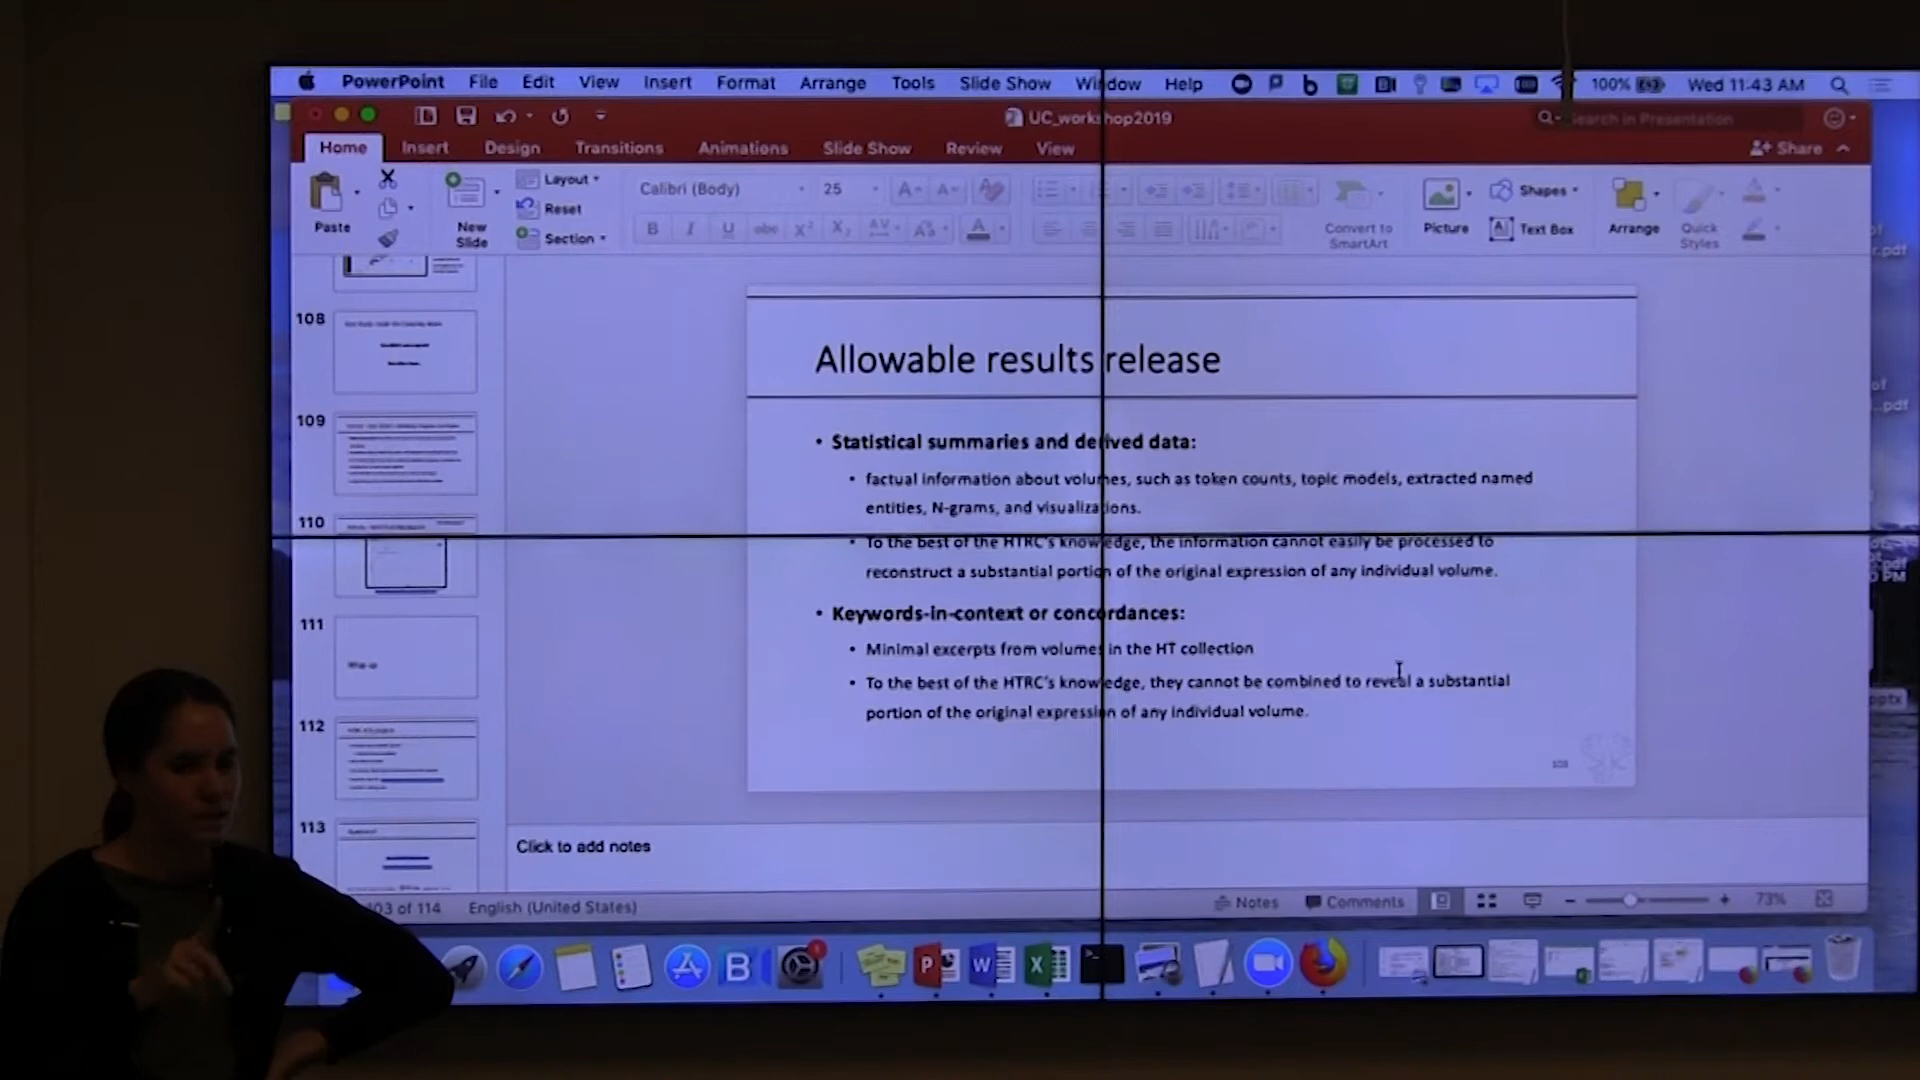 PowerPoint File Edit View Insert Format Arrange Tools Slide Show Window Help 100% Wed 11:43 AM
UC_workshop2019 Search in Presentation
Home Insert Design Transitions Animations Slide Show Review View Share
Paste New Slide Layout Reset Section Calibri (Body) 25 Convert to SmartArt Picture Shapes Text Box Arrange Quick Styles
108
109
110
111
Wrap-up
112
113
Allowable results release
• Statistical summaries and derived data:
• factual information about volumes, such as token counts, topic models, extracted named
entities, N-grams, and visualizations.
• To the best of the HTRC's knowledge, the information cannot easily be processed to
reconstruct a substantial portion of the original expression of any individual volume.
• Keywords-in-context or concordances:
• Minimal excerpts from volumes in the HT collection
• To the best of the HTRC's knowledge, they cannot be combined to reveal a substantial
portion of the original expression of any individual volume.
103
Click to add notes
103 of 114 English (United States) Notes Comments 73%